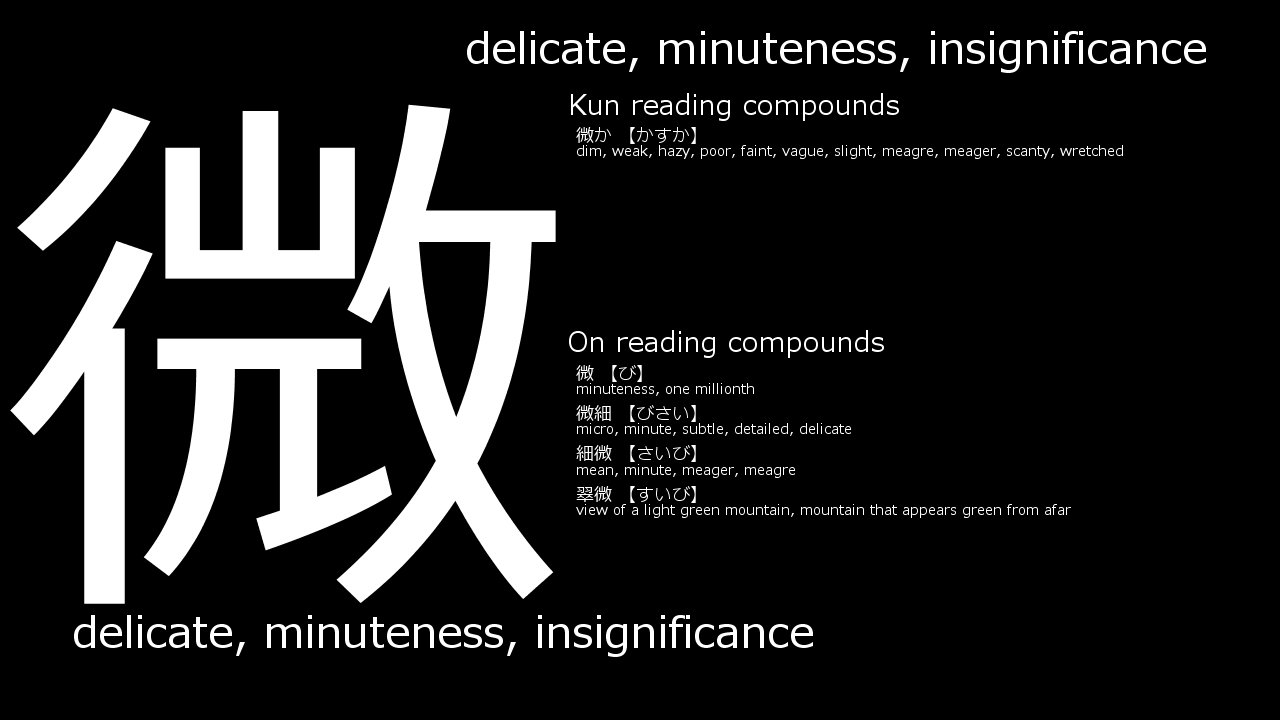 delicate, minuteness, insignificance
微
Kun reading compounds
微か 【かすか】
dim, weak, hazy, poor, faint, vague, slight, meagre, meager, scanty, wretched
On reading compounds
微 【び】
minuteness, one millionth
微細 【びさい】
micro, minute, subtle, detailed, delicate
細微 【さいび】
mean, minute, meager, meagre
翠微 【すいび】
view of a light green mountain, mountain that appears green from afar
delicate, minuteness, insignificance